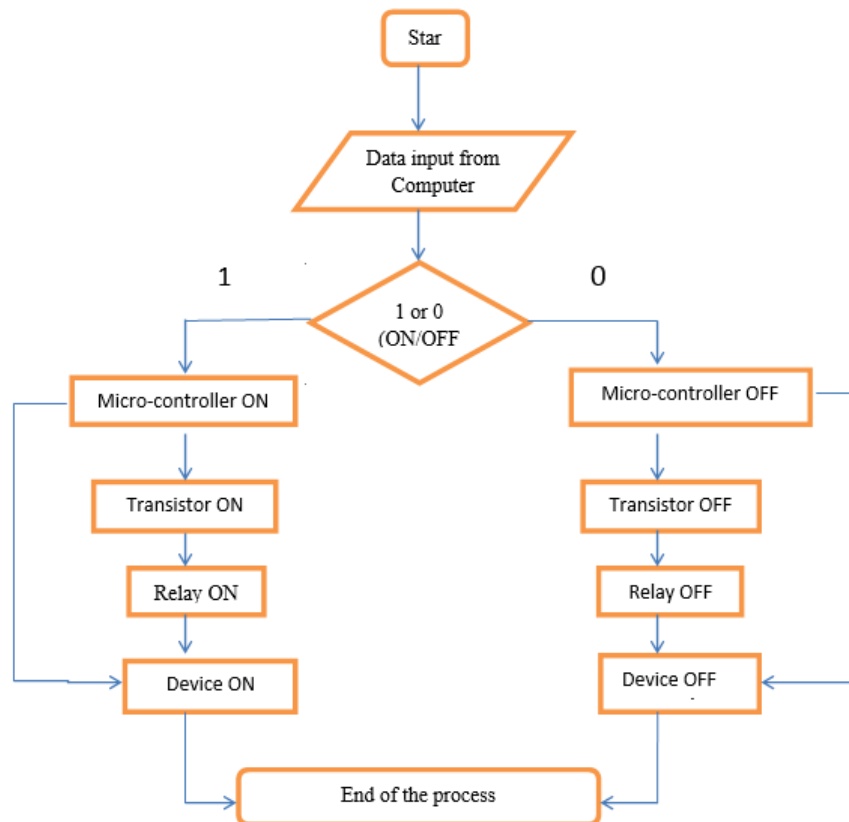 Star
Data input from
Computer
1
0
1 or 0
(ON/OFF
Micro-controller ON
Micro-controller OFF
Transistor ON
Transistor OFF
Relay ON
Relay OFF
Device ON
Device OFF
End of the process